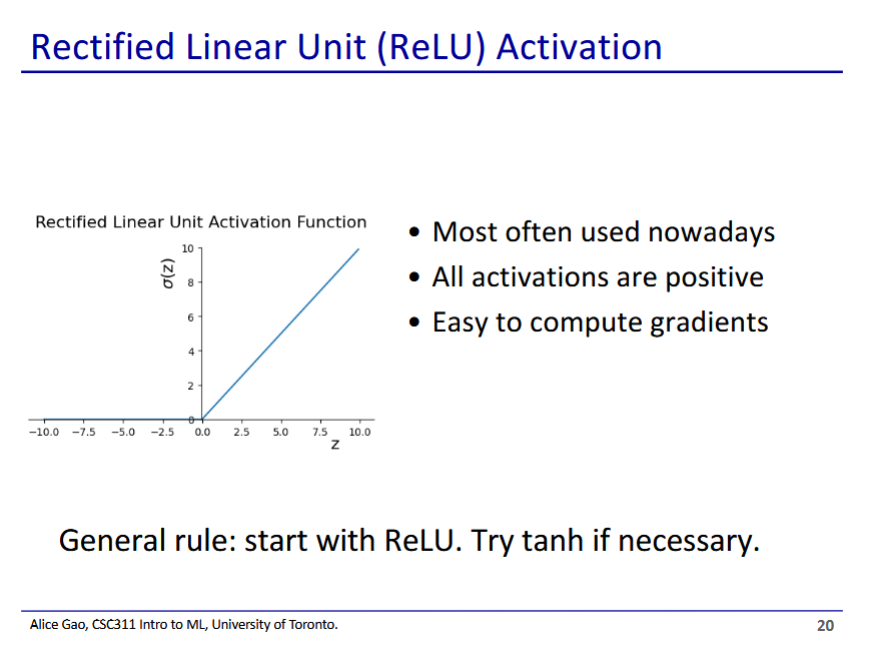 Rectified Linear Unit (ReLU) Activation
Rectified Linear Unit Activation Function
σ(z)
10
8
6
4
2
0
−10.0 −7.5 −5.0 −2.5 0.0 2.5 5.0 7.5 10.0
z
• Most often used nowadays
• All activations are positive
• Easy to compute gradients
General rule: start with ReLU. Try tanh if necessary.
Alice Gao, CSC311 Intro to ML, University of Toronto.
20